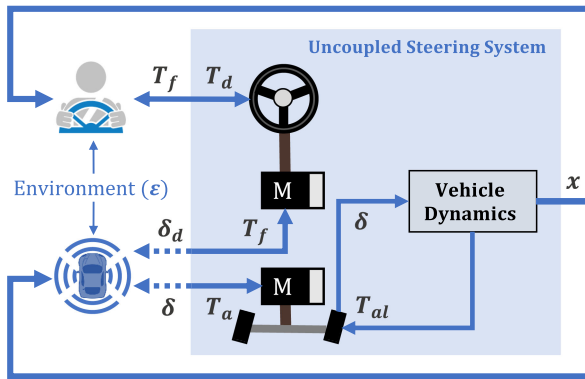 Uncoupled Steering System
T_f T_d
M
Environment (ε)
Vehicle
Dynamics
x
δ_d T_f
δ
M
δ T_a
T_al